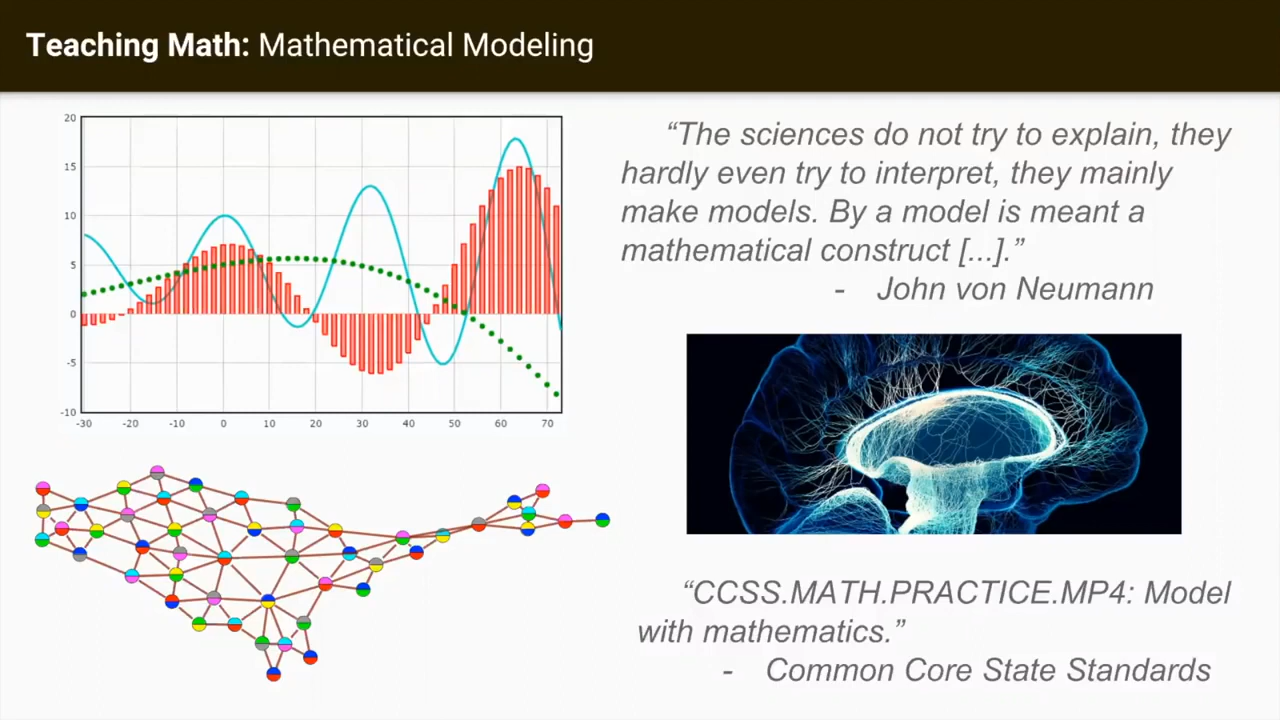 Teaching Math: Mathematical Modeling
20
15
10
5
0
-5
-10
-30 -20 -10 0 10 20 30 40 50 60 70
“The sciences do not try to explain, they
hardly even try to interpret, they mainly
make models. By a model is meant a
mathematical construct [...].”
- John von Neumann
“CCSS.MATH.PRACTICE.MP4: Model
with mathematics.”
- Common Core State Standards